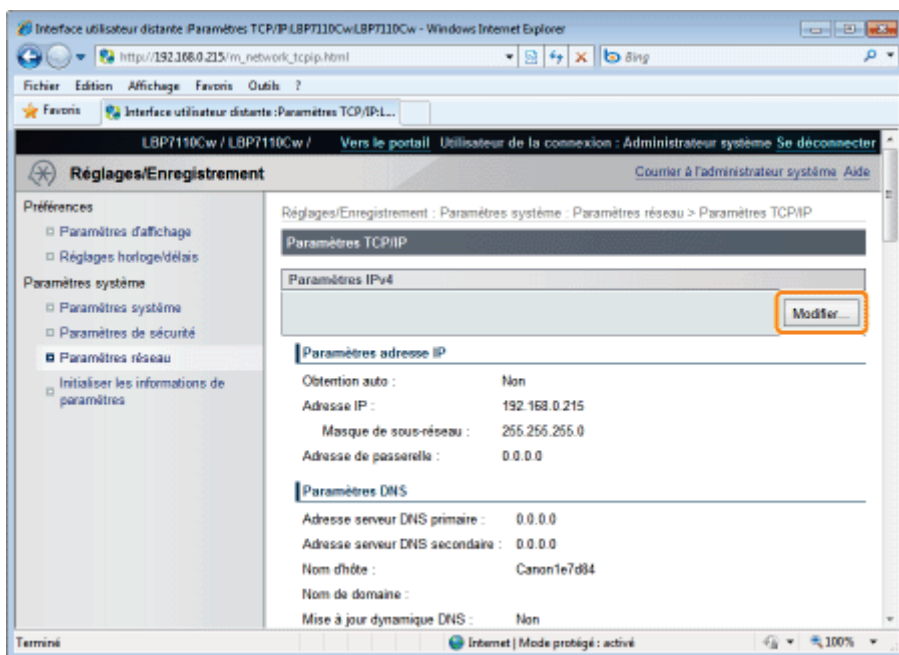 Interface utilisateur distante :Paramètres TCP/IP:LBP7110Cw:LBP7110Cw - Windows Internet Explorer
http://192.168.0.215/m_network_tcpip.html
Bing
Fichier Edition Affichage Favoris Outils ?
Favoris
Interface utilisateur distante :Paramètres TCP/IP:L...
LBP7110Cw / LBP7110Cw / Vers le portail Utilisateur de la connexion : Administrateur système Se déconnecter
Réglages/Enregistrement
Courrier à l'administrateur système Aide
Préférences
Paramètres d'affichage
Réglages horloge/délais
Paramètres système
Paramètres système
Paramètres de sécurité
Paramètres réseau
Initialiser les informations de
paramètres
Réglages/Enregistrement : Paramètres système : Paramètres réseau > Paramètres TCP/IP
Paramètres TCP/IP
Paramètres IPv4
Modifier...
Paramètres adresse IP
Obtention auto : Non
Adresse IP : 192.168.0.215
Masque de sous-réseau : 255.255.255.0
Adresse de passerelle : 0.0.0.0
Paramètres DNS
Adresse serveur DNS primaire : 0.0.0.0
Adresse serveur DNS secondaire : 0.0.0.0
Nom d'hôte : Canon1e7d84
Nom de domaine :
Mise à jour dynamique DNS : Non
Terminé
Internet | Mode protégé : activé
100%